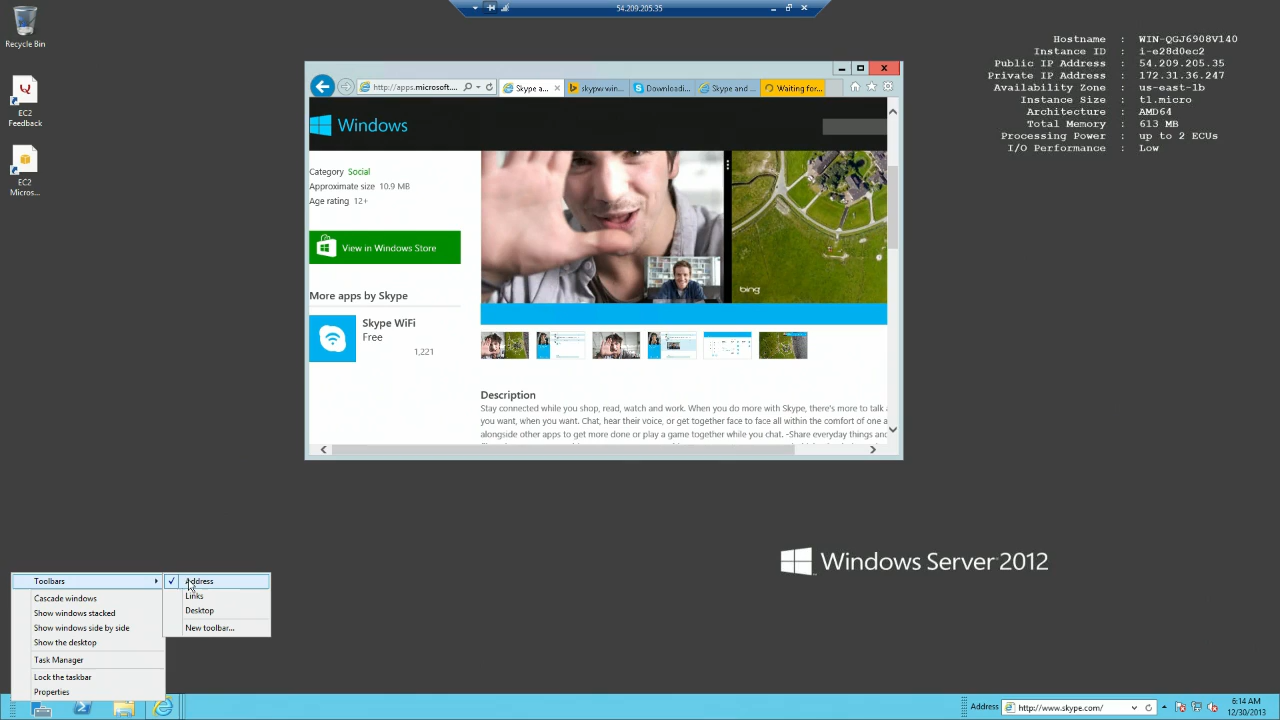 54.209.205.35
Recycle Bin
EC2
Feedback
EC2
Micros...
Hostname : WIN-QGJ6908V140
Instance ID : i-e28d0ec2
Public IP Address : 54.209.205.35
Private IP Address : 172.31.39.247
Availability Zone : us-east-1b
Instance Size : t1.micro
Architecture : AMD64
Total Memory : 613 MB
Processing Power : up to 2 ECUs
I/O Performance : Low
http://apps.microsoft.... Skype a... skypw win... Downloadi... Skype and ... Waiting for...
Windows
Category Social
Approximate size 10.9 MB
Age rating 12+
View in Windows Store
More apps by Skype
Skype WiFi
Free
1,221
bing
Description
Stay connected while you shop, read, watch and work. When you do more with Skype, there's more to talk
you want, when you want. Chat, hear their voice, or get together face to face all within the comfort of one a
alongside other apps to get more done or play a game together while you chat. -Share everyday things and
Windows Server 2012
Toolbars
Cascade windows
Show windows stacked
Show windows side by side
Show the desktop
Task Manager
Lock the taskbar
Properties
Address
Links
Desktop
New toolbar...
Address http://www.skype.com/
6:14 AM
12/30/2013